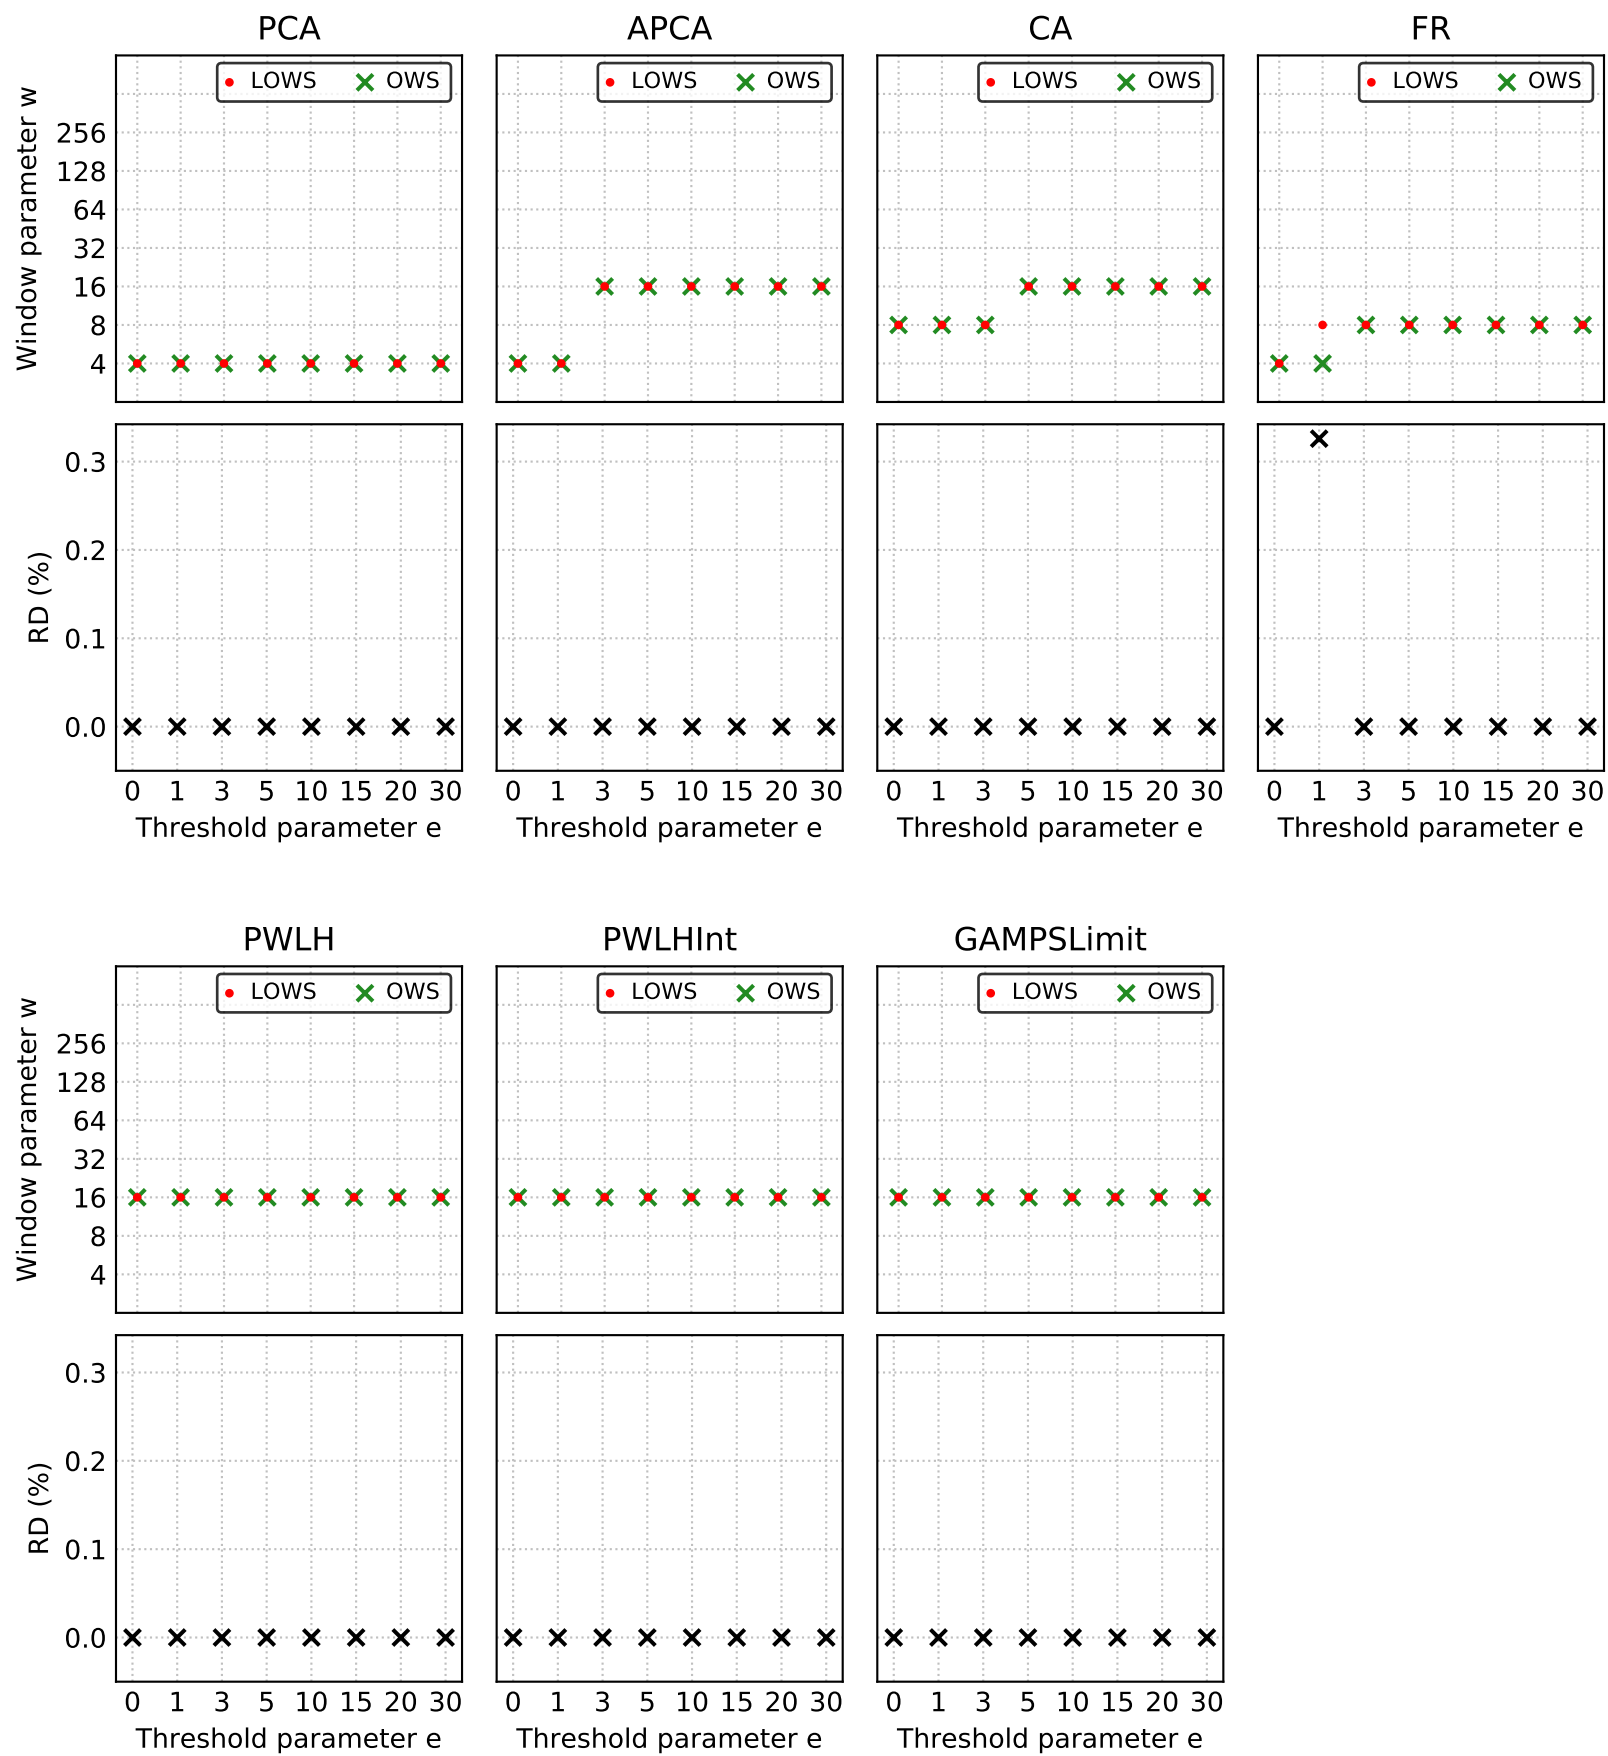 PCA APCA CA FR
LOWS OWS LOWS OWS LOWS OWS LOWS OWS
Window parameter w
256
128
64
32
16
8
4
RD (%)
0.3
0.2
0.1
0.0
0 1 3 5 10 15 20 30 0 1 3 5 10 15 20 30 0 1 3 5 10 15 20 30 0 1 3 5 10 15 20 30
Threshold parameter e Threshold parameter e Threshold parameter e Threshold parameter e
PWLH PWLHInt GAMPSLimit
LOWS OWS LOWS OWS LOWS OWS
Window parameter w
256
128
64
32
16
8
4
RD (%)
0.3
0.2
0.1
0.0
0 1 3 5 10 15 20 30 0 1 3 5 10 15 20 30 0 1 3 5 10 15 20 30
Threshold parameter e Threshold parameter e Threshold parameter e